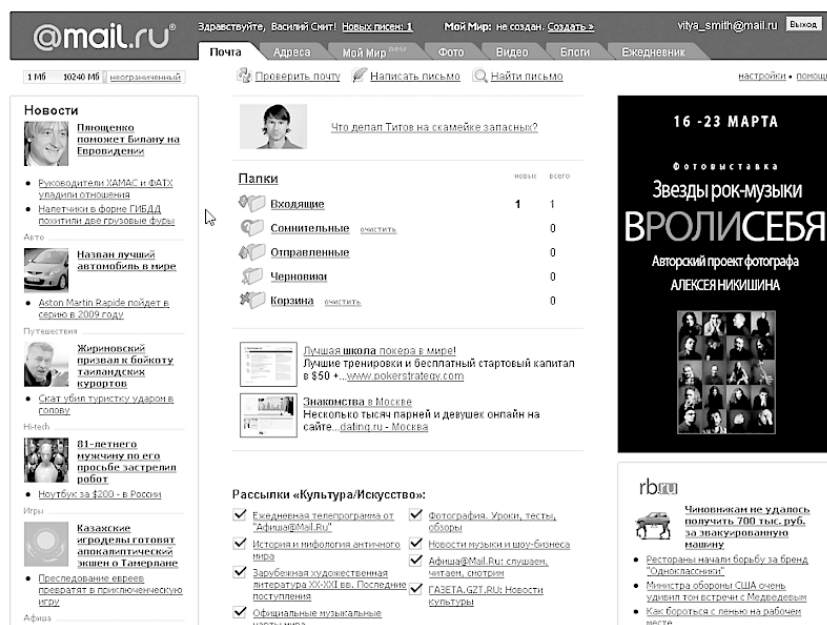 @mail.ru®
Здравствуйте, Василий Смит! Новых писем: 1
Мой Мир: не создан. Создать »
vitya_smith@mail.ru
Выход
Почта
Адреса
Мой Мир new
Фото
Видео
Блоги
Ежедневник
1 Мб 10240 Мб неограниченный
Проверить почту
Написать письмо
Найти письмо
настройки • помощь
Новости
Плющенко
поможет Билану на
Евровидении
Руководители ХАМАС и ФАТХ
уладили отношения
Налетчики в форме ГИБДД
похитили две грузовые фуры
Авто
Назван лучший
автомобиль в мире
Aston Martin Rapide пойдет в
серию в 2009 году
Путешествия
Жириновский
призвал к бойкоту
таиландских
курортов
Скат убил туристку ударом в
голову
Hi-tech
81-летнего
мужчину по его
просьбе застрелил
робот
Ноутбук за $200 - в России
Игры
Казахские
игроделы готовят
апокалиптический
экшен о Тамерлане
Преследование евреев
превратят в приключенческую
игру
Афиша
Что делал Титов на скамейке запасных?
Папки
новых всего
Входящие 1 1
Сомнительные очистить 0
Отправленные 0
Черновики 0
Корзина очистить 0
Лучшая школа покера в мире!
Лучшие тренировки и бесплатный стартовый капитал
в $50 +...www.pokerstrategy.com
Знакомства в Москве
Несколько тысяч парней и девушек онлайн на
сайте...dating.ru - Москва
Рассылки «Культура/Искусство»:
Ежедневная телепрограмма от
"Афиша@Mail.Ru"
История и мифология античного
мира
Зарубежная художественная
литература XX-XXI вв. Последние
поступления
Официальные музыкальные
чарты мира
Фотография. Уроки, тесты,
обзоры
Новости музыки и шоу-бизнеса
Афиша@Mail.Ru: слушаем,
читаем, смотрим
ГАЗЕТА.GZT.RU: Новости
культуры
16 -23 МАРТА
Фотовыставка
Звезды рок-музыки
ВРОЛИСЕБЯ
Авторский проект фотографа
АЛЕКСЕЯ НИКИШИНА
rbru
Чиновникам не удалось
получить 700 тыс. руб.
за эвакуированную
машину
Рестораны начали борьбу за бренд
"Одноклассники"
Министра обороны США очень
удивил тон встречи с Медведевым
Как бороться с ленью на рабочем
месте